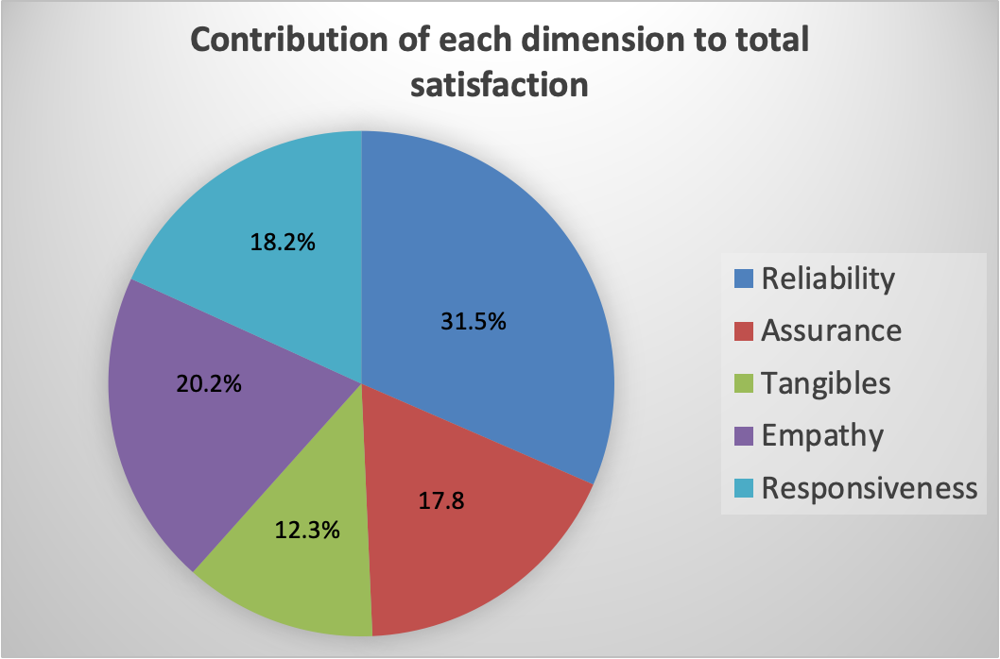 Contribution of each dimension to total
satisfaction
18.2%
31.5%
20.2%
17.8
12.3%
Reliability
Assurance
Tangibles
Empathy
Responsiveness